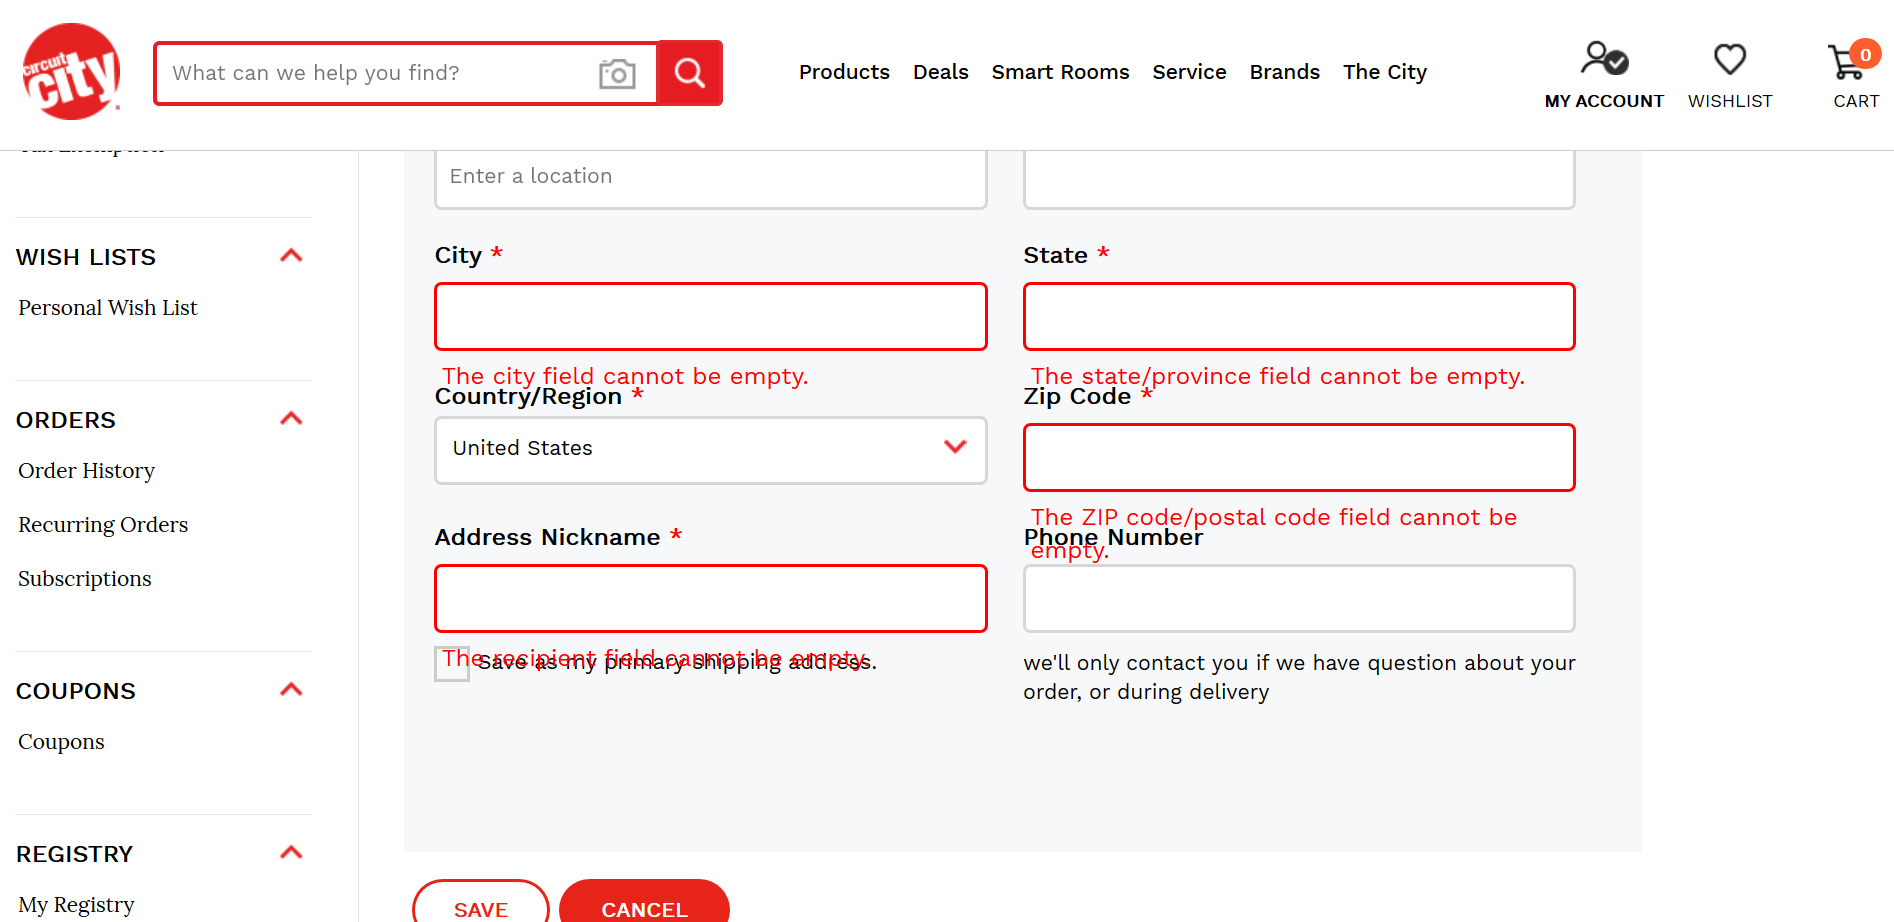 circuit city
What can we help you find?
Products Deals Smart Rooms Service Brands The City
MY ACCOUNT
WISHLIST
0
CART
Tax Exemption
WISH LISTS
Personal Wish List
ORDERS
Order History
Recurring Orders
Subscriptions
COUPONS
Coupons
REGISTRY
My Registry
Enter a location
City *
The city field cannot be empty.
State *
The state/province field cannot be empty.
Country/Region *
United States
Zip Code *
The ZIP code/postal code field cannot be
empty.
Address Nickname *
The recipient field cannot be empty.
Save as my primary shipping address.
Phone Number
we'll only contact you if we have question about your
order, or during delivery
SAVE
CANCEL